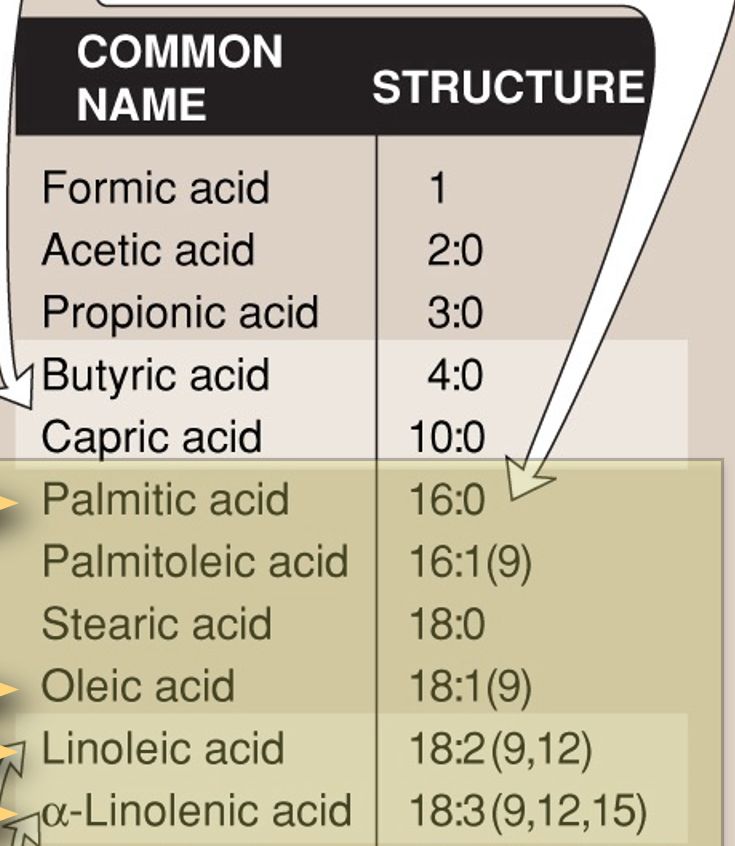 COMMON NAME STRUCTURE
Formic acid 1
Acetic acid 2:0
Propionic acid 3:0
Butyric acid 4:0
Capric acid 10:0
Palmitic acid 16:0
Palmitoleic acid 16:1(9)
Stearic acid 18:0
Oleic acid 18:1(9)
Linoleic acid 18:2(9,12)
α-Linolenic acid 18:3(9,12,15)